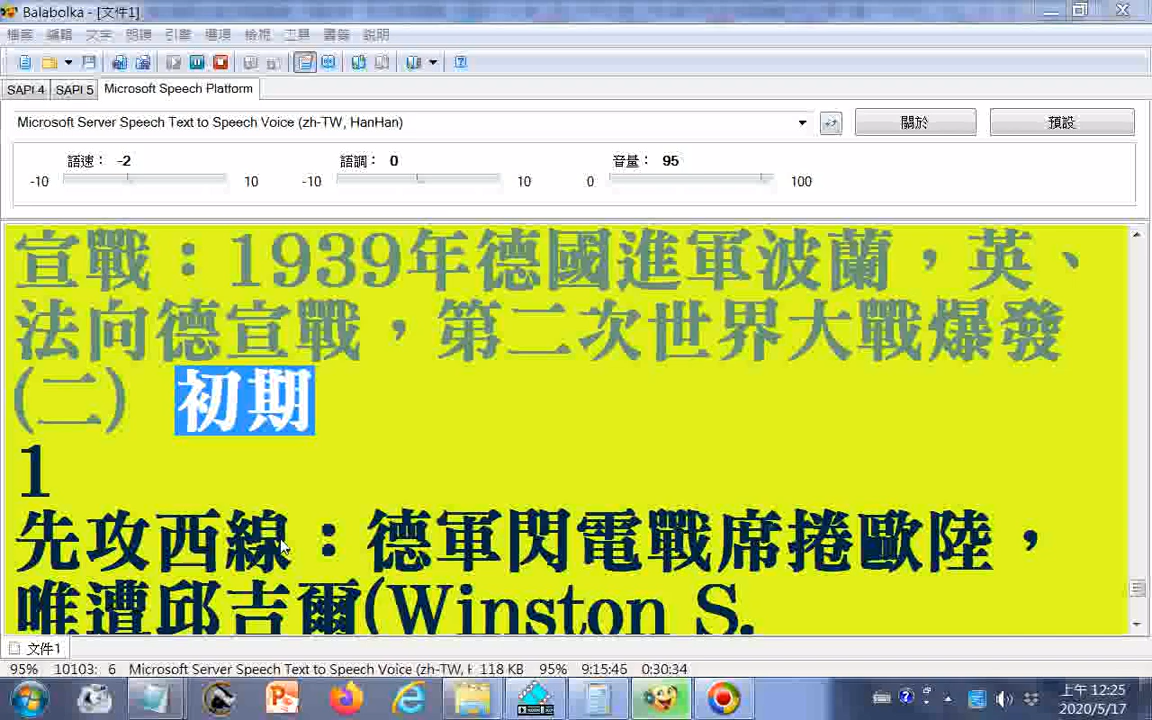 Balabolka - [文件1]
檔案 編輯 文字 朗讀 引擎 選項 檢視 工具 書籤 說明
SAPI 4 SAPI 5 Microsoft Speech Platform
Microsoft Server Speech Text to Speech Voice (zh-TW, HanHan)
關於 預設
語速： -2 語調： 0 音量： 95
-10 10 -10 10 0 100
宣戰：1939年德國進軍波蘭，英、
法向德宣戰，第二次世界大戰爆發
(二) 初期
1
先攻西線：德軍閃電戰席捲歐陸，
唯遭邱吉爾(Winston S.
文件1
95% 10103: 6 Microsoft Server Speech Text to Speech Voice (zh-TW, H 118 KB 95% 9:15:46 0:30:34
上午 12:25
2020/5/17